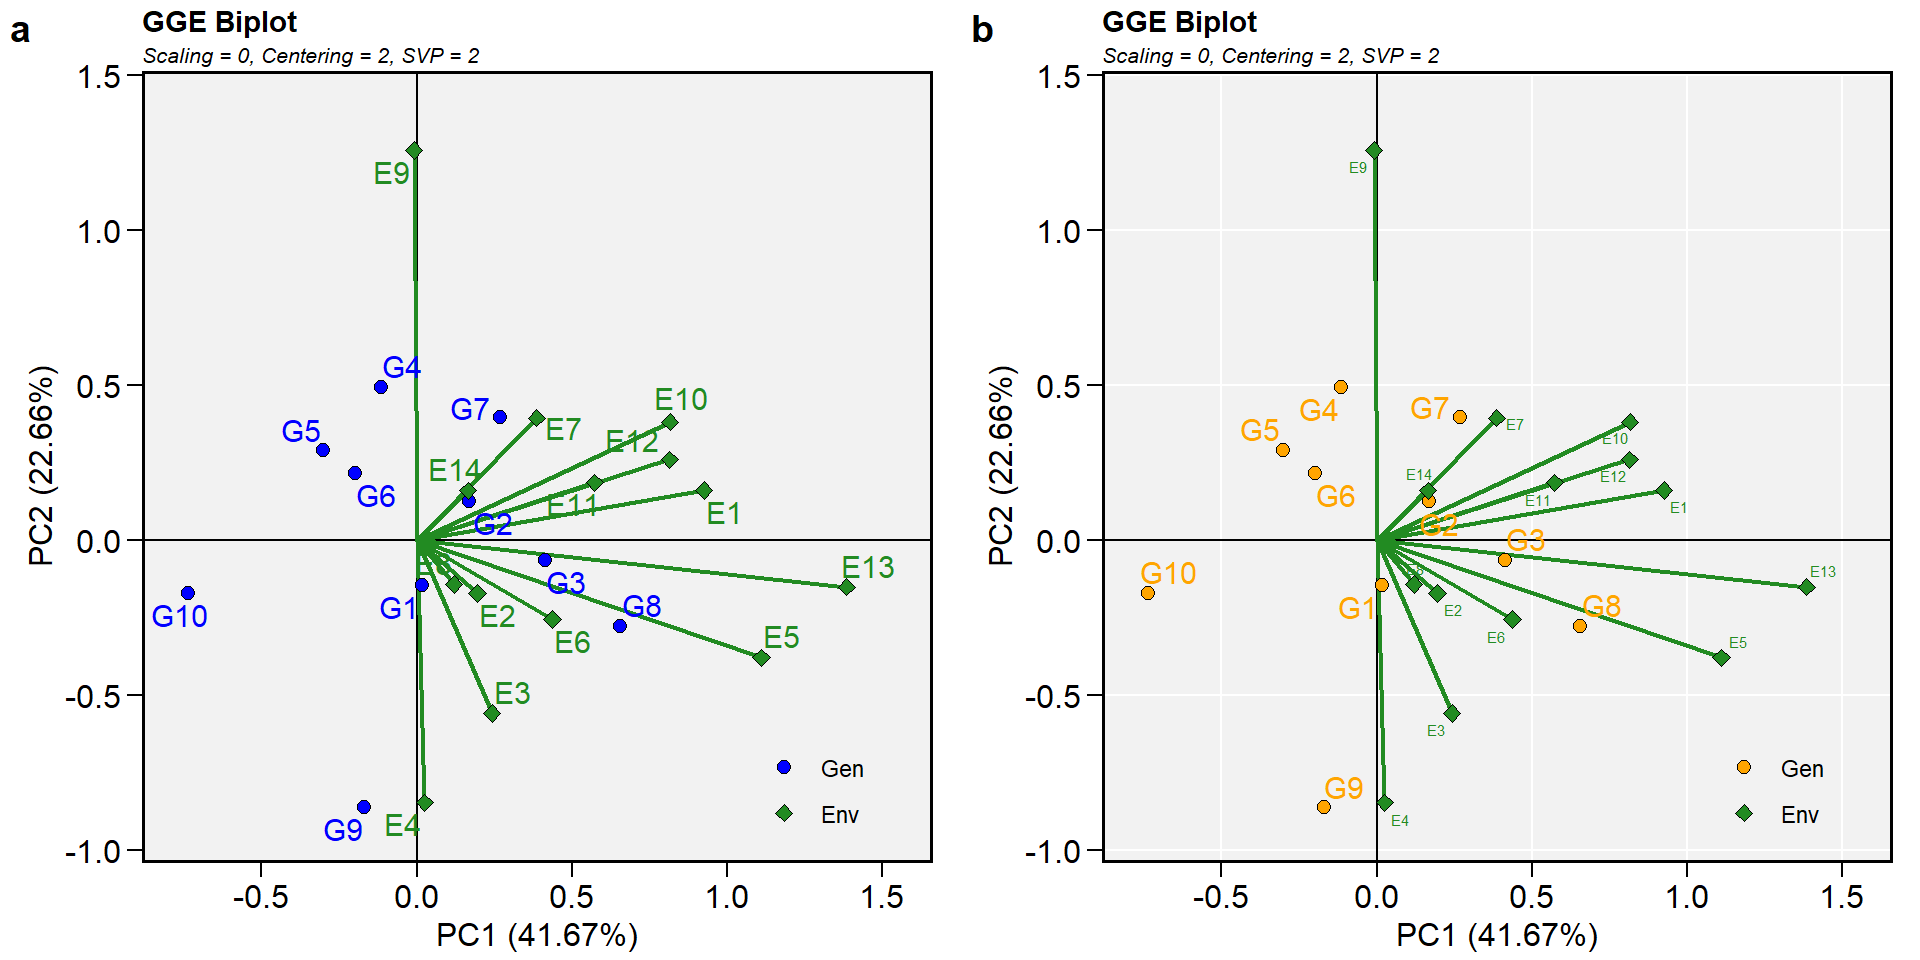 a
GGE Biplot
Scaling = 0, Centering = 2, SVP = 2
1.5
1.0
0.5
0.0
-0.5
-1.0
PC2 (22.66%)
E9
G4
G7
E7
E10
G5
E12
E14
G6
E11
E1
G2
E13
G3
G10
G1
E2
G8
E6
E5
E3
G9
E4
Gen
Env
-0.5
0.0
0.5
1.0
1.5
PC1 (41.67%)
b
GGE Biplot
Scaling = 0, Centering = 2, SVP = 2
1.5
1.0
0.5
0.0
-0.5
-1.0
PC2 (22.66%)
E9
G4
G7
E7
G5
E10
E14
E12
G6
E11
E1
G2
G3
G10
E8
E13
G1
E2
G8
E6
E5
E3
G9
E4
Gen
Env
-0.5
0.0
0.5
1.0
1.5
PC1 (41.67%)